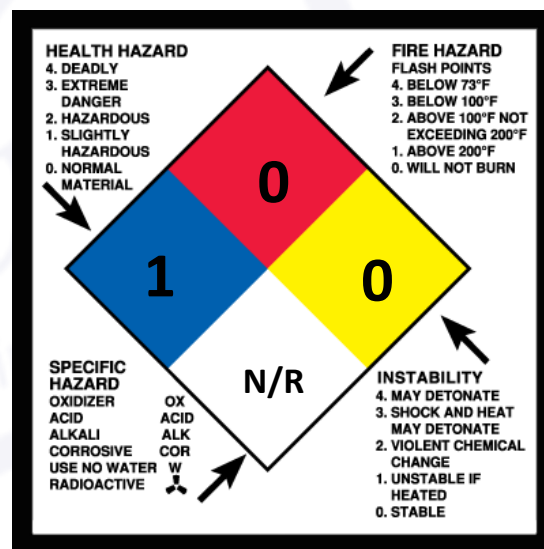 HEALTH HAZARD
4. DEADLY
3. EXTREME
DANGER
2. HAZARDOUS
1. SLIGHTLY
HAZARDOUS
0. NORMAL
MATERIAL
FIRE HAZARD
FLASH POINTS
4. BELOW 73°F
3. BELOW 100°F
2. ABOVE 100°F NOT
EXCEEDING 200°F
1. ABOVE 200°F
0. WILL NOT BURN
0
1
0
N/R
SPECIFIC
HAZARD
OXIDIZER OX
ACID ACID
ALKALI ALK
CORROSIVE COR
USE NO WATER W
RADIOACTIVE
INSTABILITY
4. MAY DETONATE
3. SHOCK AND HEAT
MAY DETONATE
2. VIOLENT CHEMICAL
CHANGE
1. UNSTABLE IF
HEATED
0. STABLE